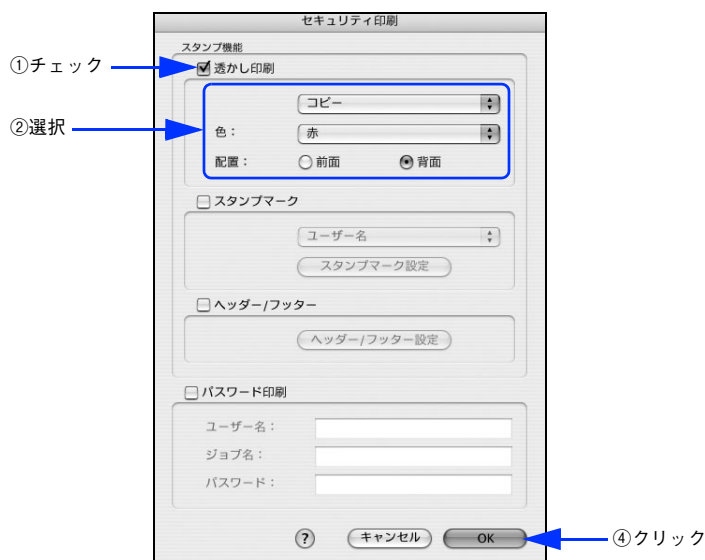 セキュリティ印刷
スタンプ機能
①チェック
透かし印刷
コピー
②選択
色：
赤
配置：
前面
背面
スタンプマーク
ユーザー名
スタンプマーク設定
ヘッダー/フッター
ヘッダー/フッター設定
パスワード印刷
ユーザー名：
ジョブ名：
パスワード：
?
キャンセル
OK
④クリック